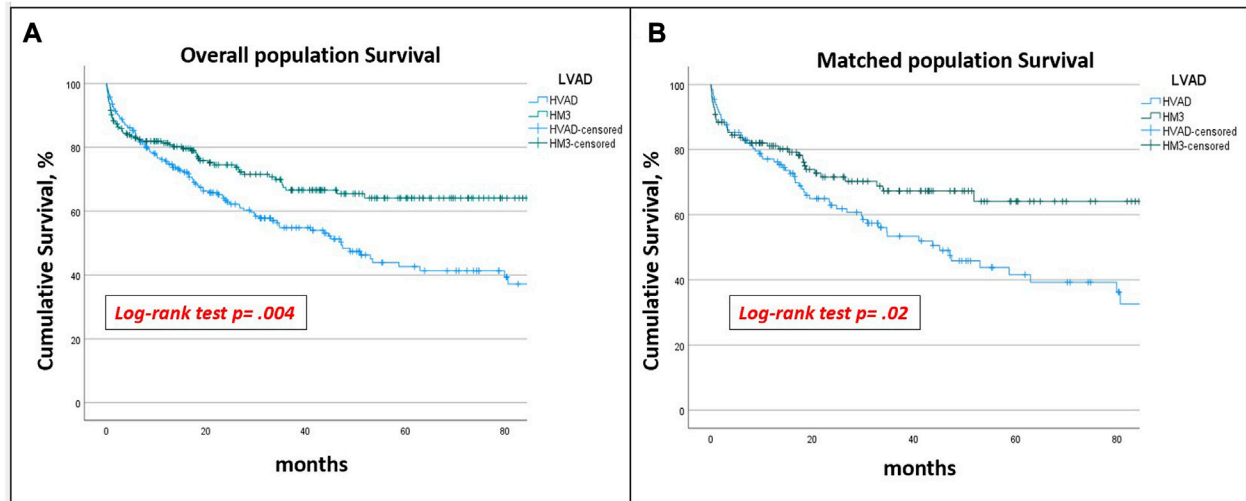 A
Overall population Survival
LVAD
HVAD
HM3
HVAD-censored
HM3-censored
Cumulative Survival, %
100
80
60
40
20
0
Log-rank test p= .004
0 20 40 60 80
months
B
Matched population Survival
LVAD
HVAD
HM3
HVAD-censored
HM3-censored
Cumulative Survival, %
100
80
60
40
20
0
Log-rank test p= .02
0 20 40 60 80
months